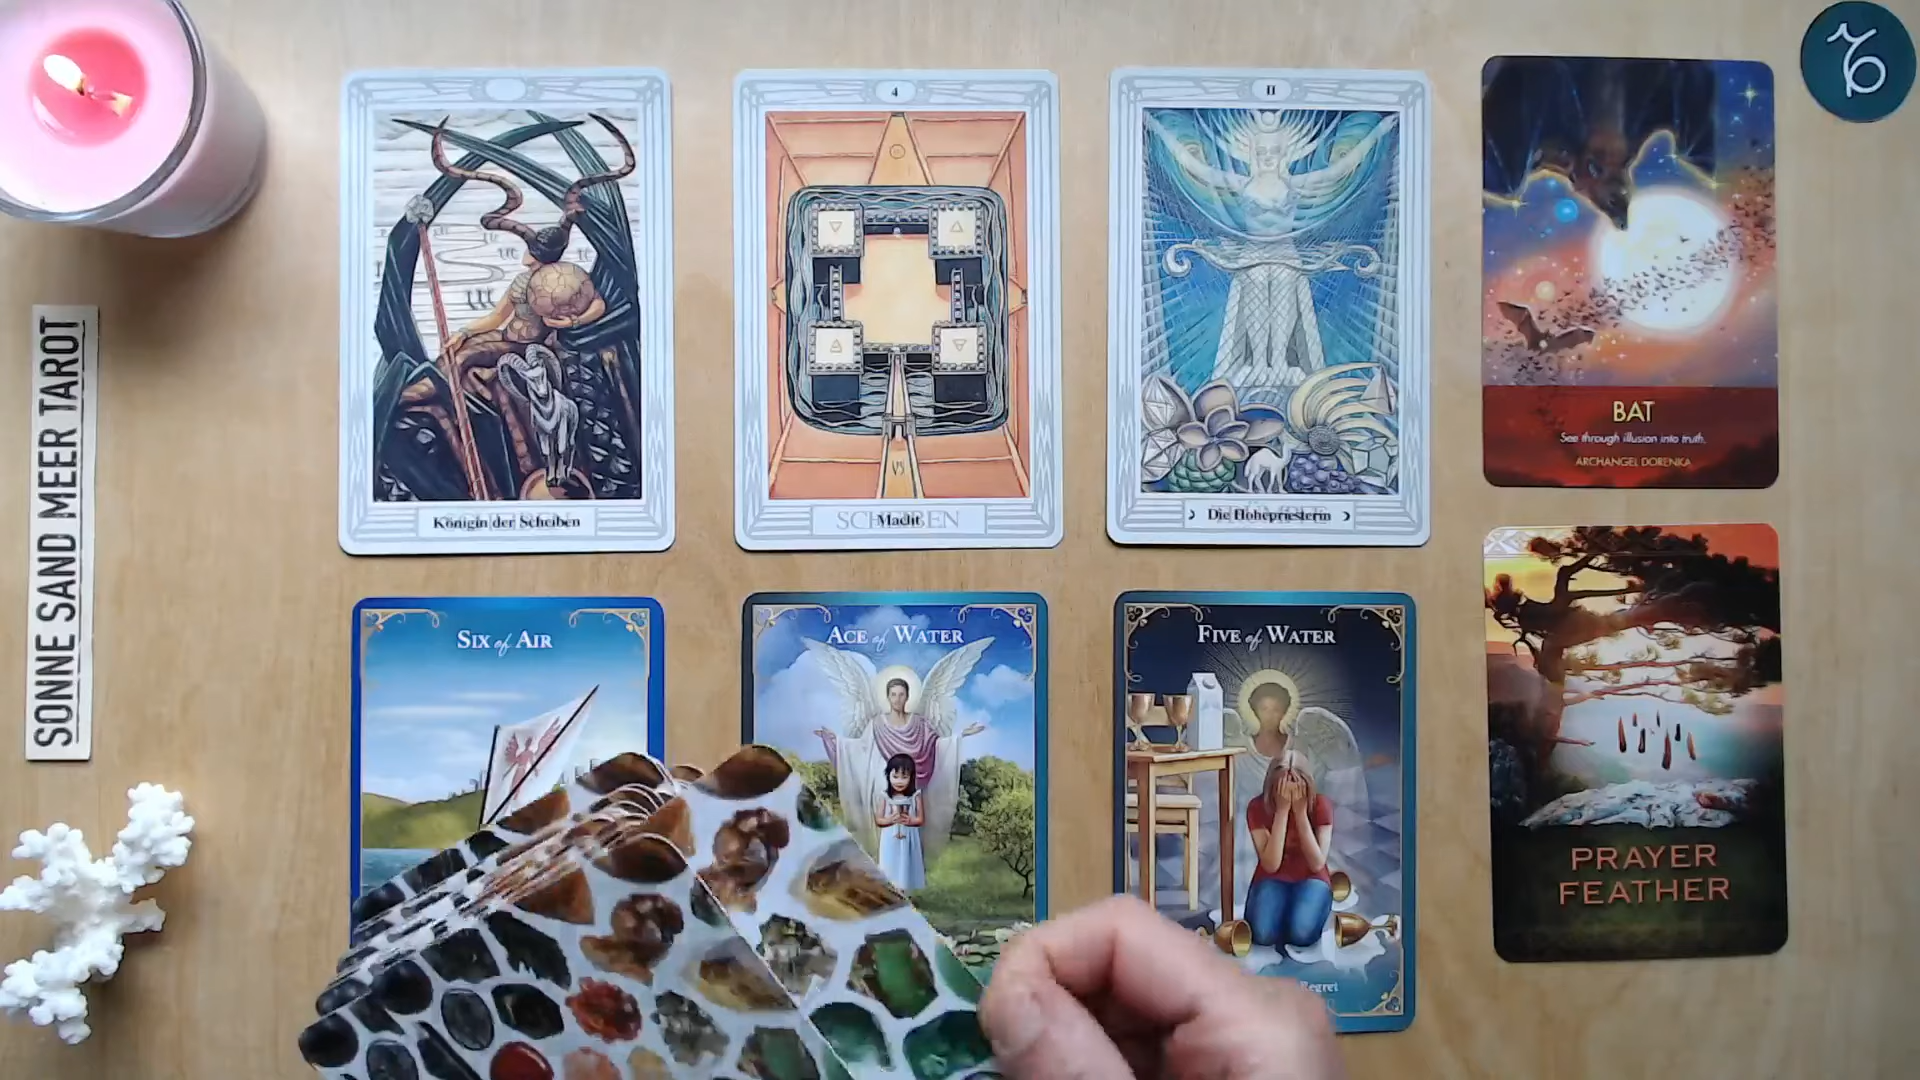 SONNE SAND MEER TAROT
Königin der Scheiben
4
Macht
SCHEIBEN
II
Die Hohepriesterin
BAT
See through illusion into truth.
ARCHANGEL DORENKA
SIX of AIR
ACE of WATER
FIVE of WATER
Regret
PRAYER
FEATHER